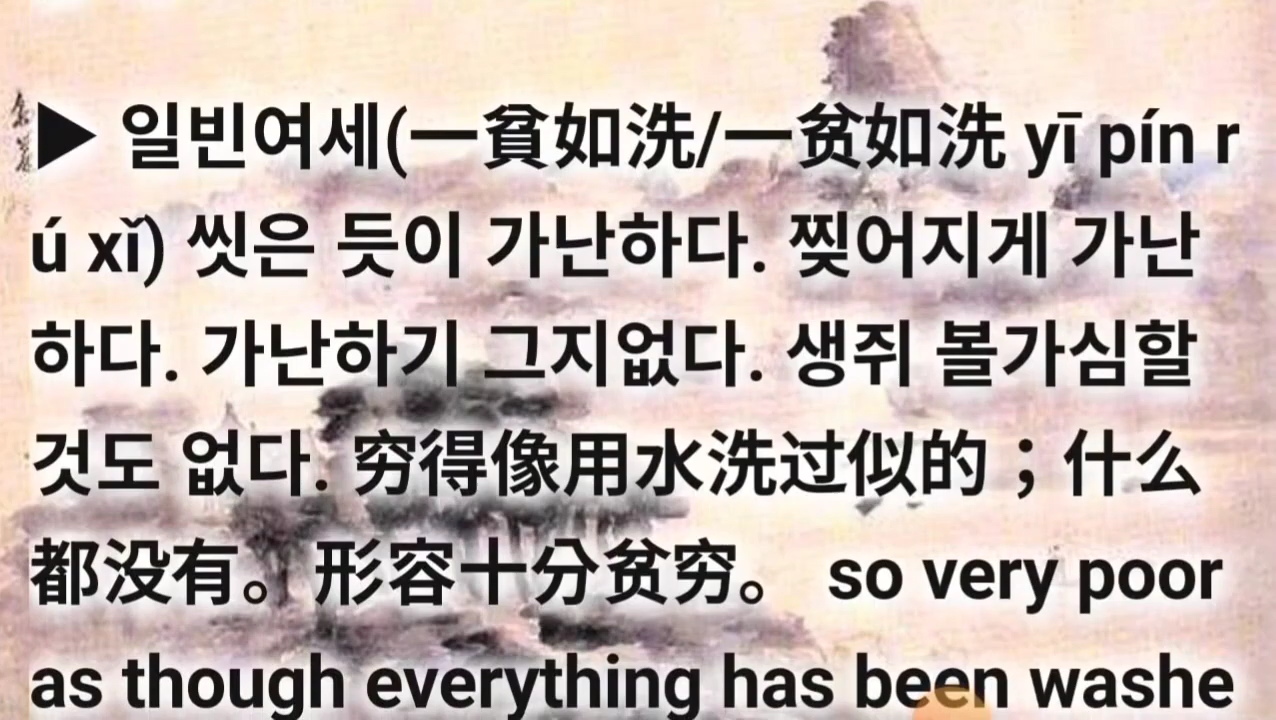 ▶ 일빈여세(一貧如洗/一贫如洗 yī pín r
ú xǐ) 씻은 듯이 가난하다. 찢어지게 가난
하다. 가난하기 그지없다. 생쥐 볼가심할
것도 없다. 穷得像用水洗过似的；什么
都没有。形容十分贫穷。 so very poor
as though everything has been washe